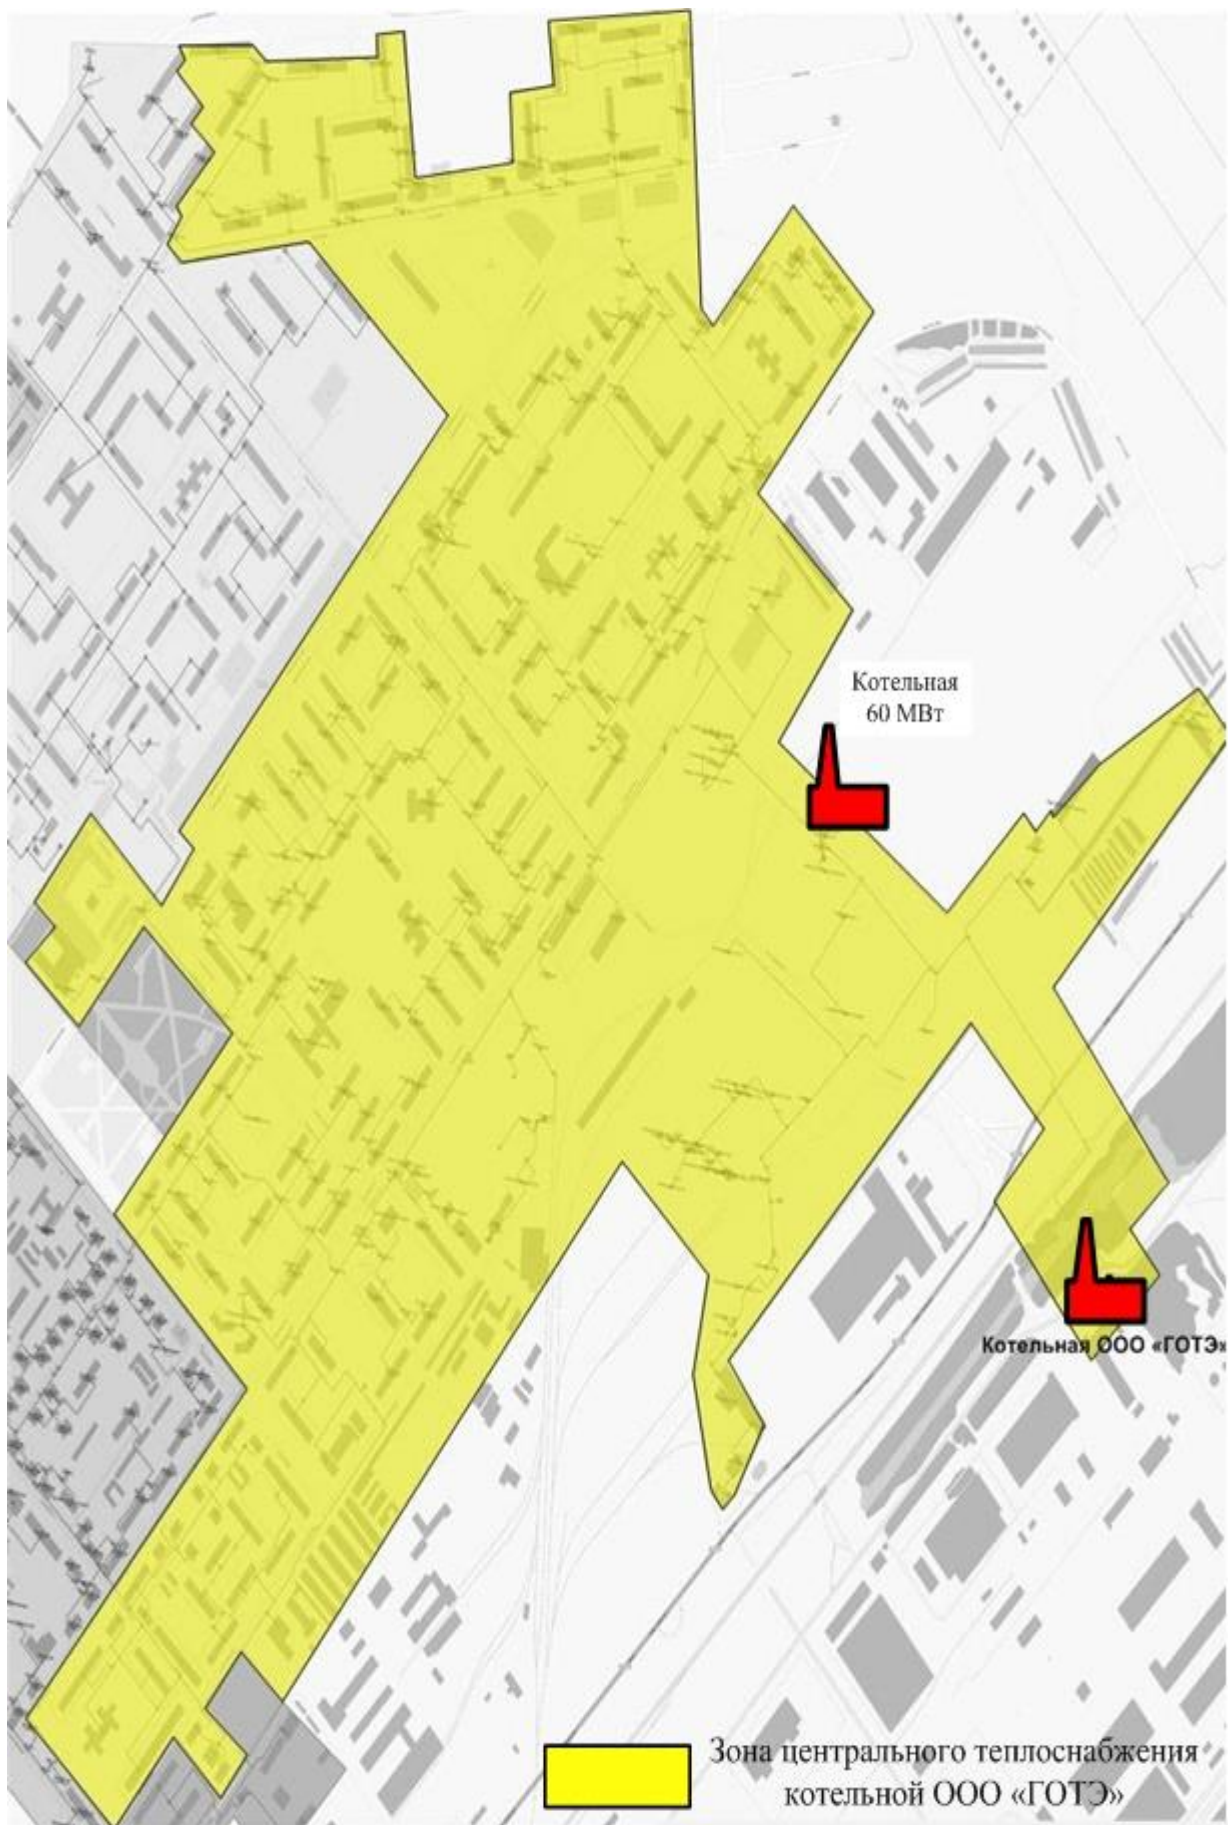 Котельная
60 МВт
Котельная ООО «ГОТЭ»
Зона центрального теплоснабжения
котельной ООО «ГОТЭ»